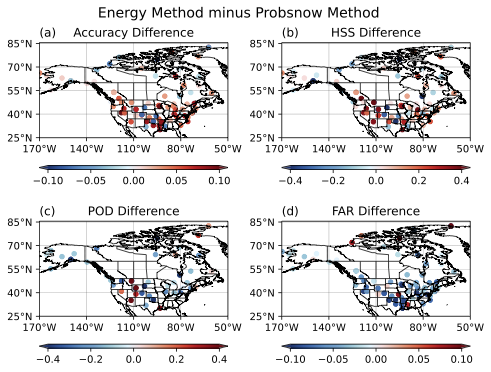 Energy Method minus Probsnow Method
(a) Accuracy Difference
(b) HSS Difference
85°N
70°N
55°N
40°N
25°N
170°W 140°W 110°W 80°W 50°W
85°N
70°N
55°N
40°N
25°N
170°W 140°W 110°W 80°W 50°W
−0.10 −0.05 0.00 0.05 0.10
−0.4 −0.2 0.0 0.2 0.4
(c) POD Difference
(d) FAR Difference
85°N
70°N
55°N
40°N
25°N
170°W 140°W 110°W 80°W 50°W
85°N
70°N
55°N
40°N
25°N
170°W 140°W 110°W 80°W 50°W
−0.4 −0.2 0.0 0.2 0.4
−0.10 −0.05 0.00 0.05 0.10